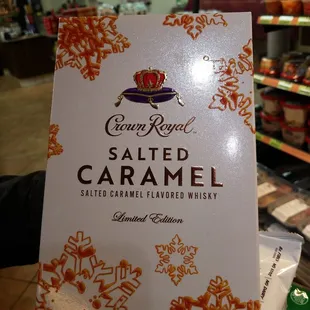 Crown Royal
SALTED
CARAMEL
SALTED CARAMEL FLAVORED WHISKY
Limited Edition